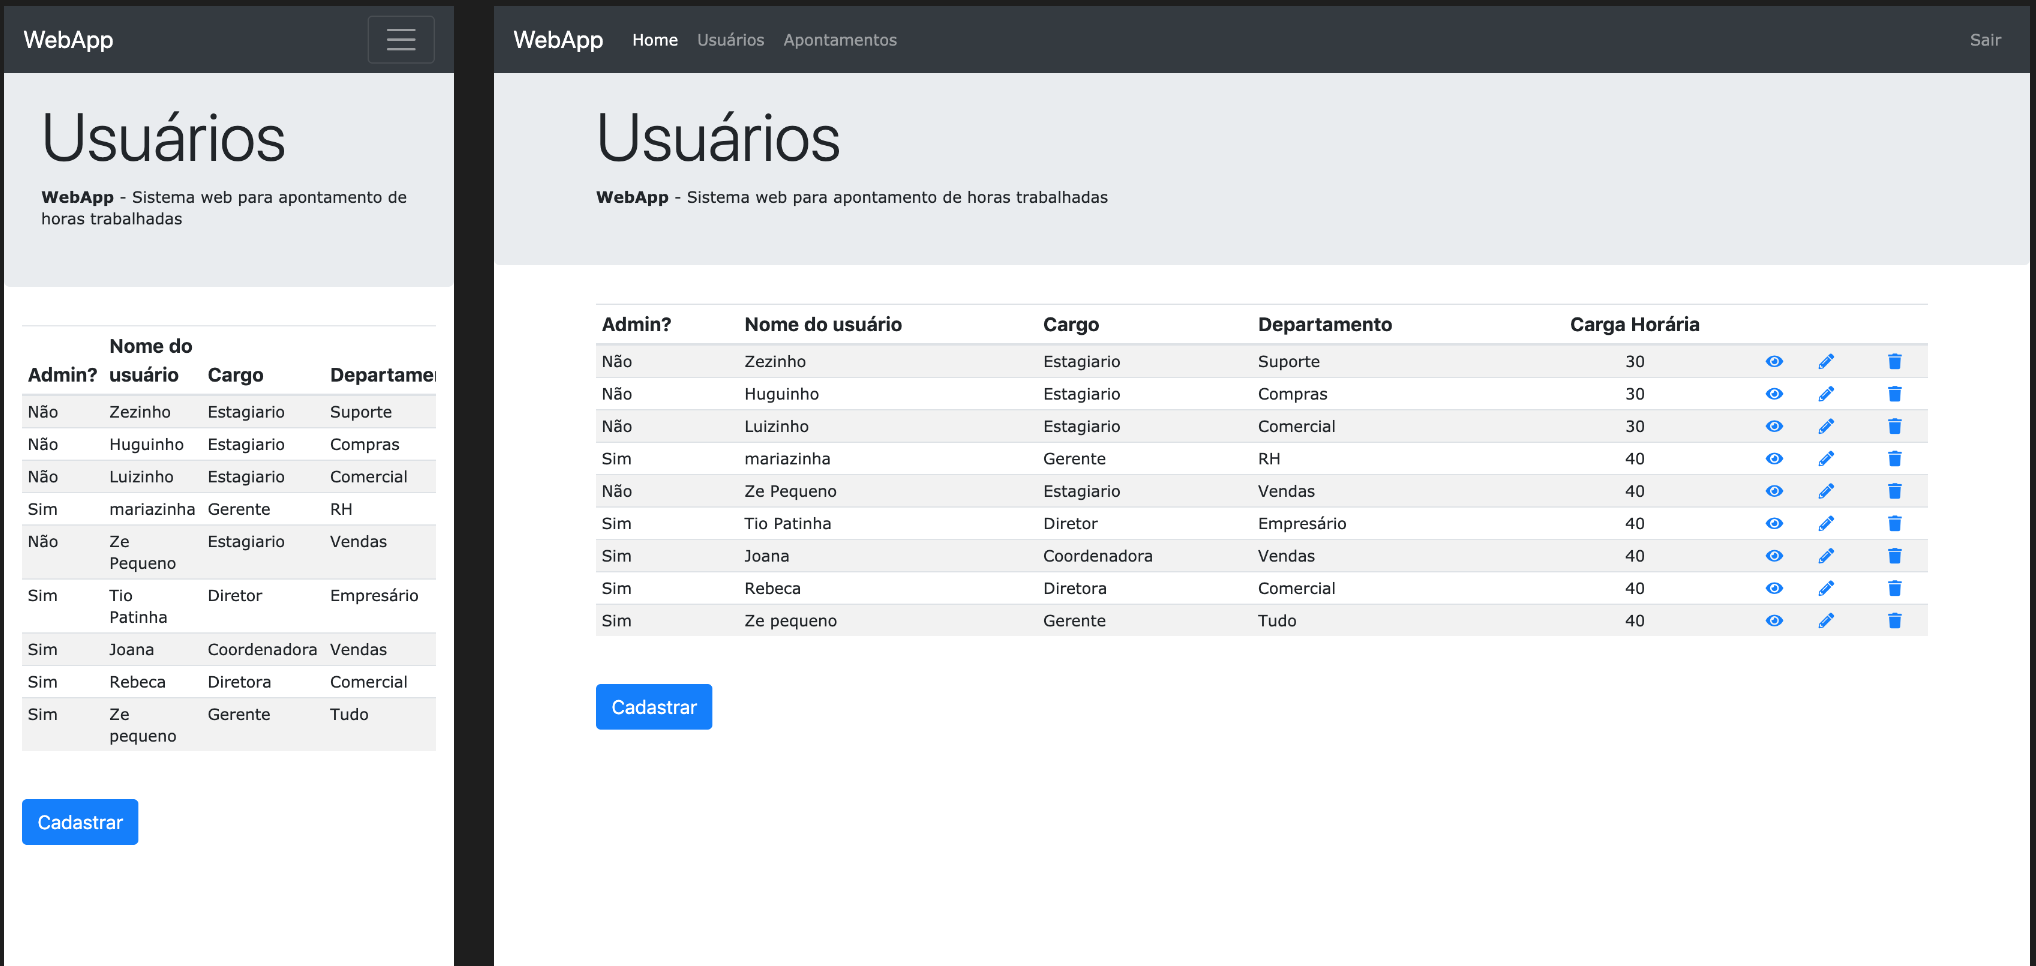 WebApp
Usuários
WebApp - Sistema web para apontamento de
horas trabalhadas
Admin? Nome do usuário Cargo Departamen
Não Zezinho Estagiario Suporte
Não Huguinho Estagiario Compras
Não Luizinho Estagiario Comercial
Sim mariazinha Gerente RH
Não Ze Pequeno Estagiario Vendas
Sim Tio Patinha Diretor Empresário
Sim Joana Coordenadora Vendas
Sim Rebeca Diretora Comercial
Sim Ze pequeno Gerente Tudo
Cadastrar
WebApp Home Usuários Apontamentos Sair
Usuários
WebApp - Sistema web para apontamento de horas trabalhadas
Admin? Nome do usuário Cargo Departamento Carga Horária
Não Zezinho Estagiario Suporte 30
Não Huguinho Estagiario Compras 30
Não Luizinho Estagiario Comercial 30
Sim mariazinha Gerente RH 40
Não Ze Pequeno Estagiario Vendas 40
Sim Tio Patinha Diretor Empresário 40
Sim Joana Coordenadora Vendas 40
Sim Rebeca Diretora Comercial 40
Sim Ze pequeno Gerente Tudo 40
Cadastrar